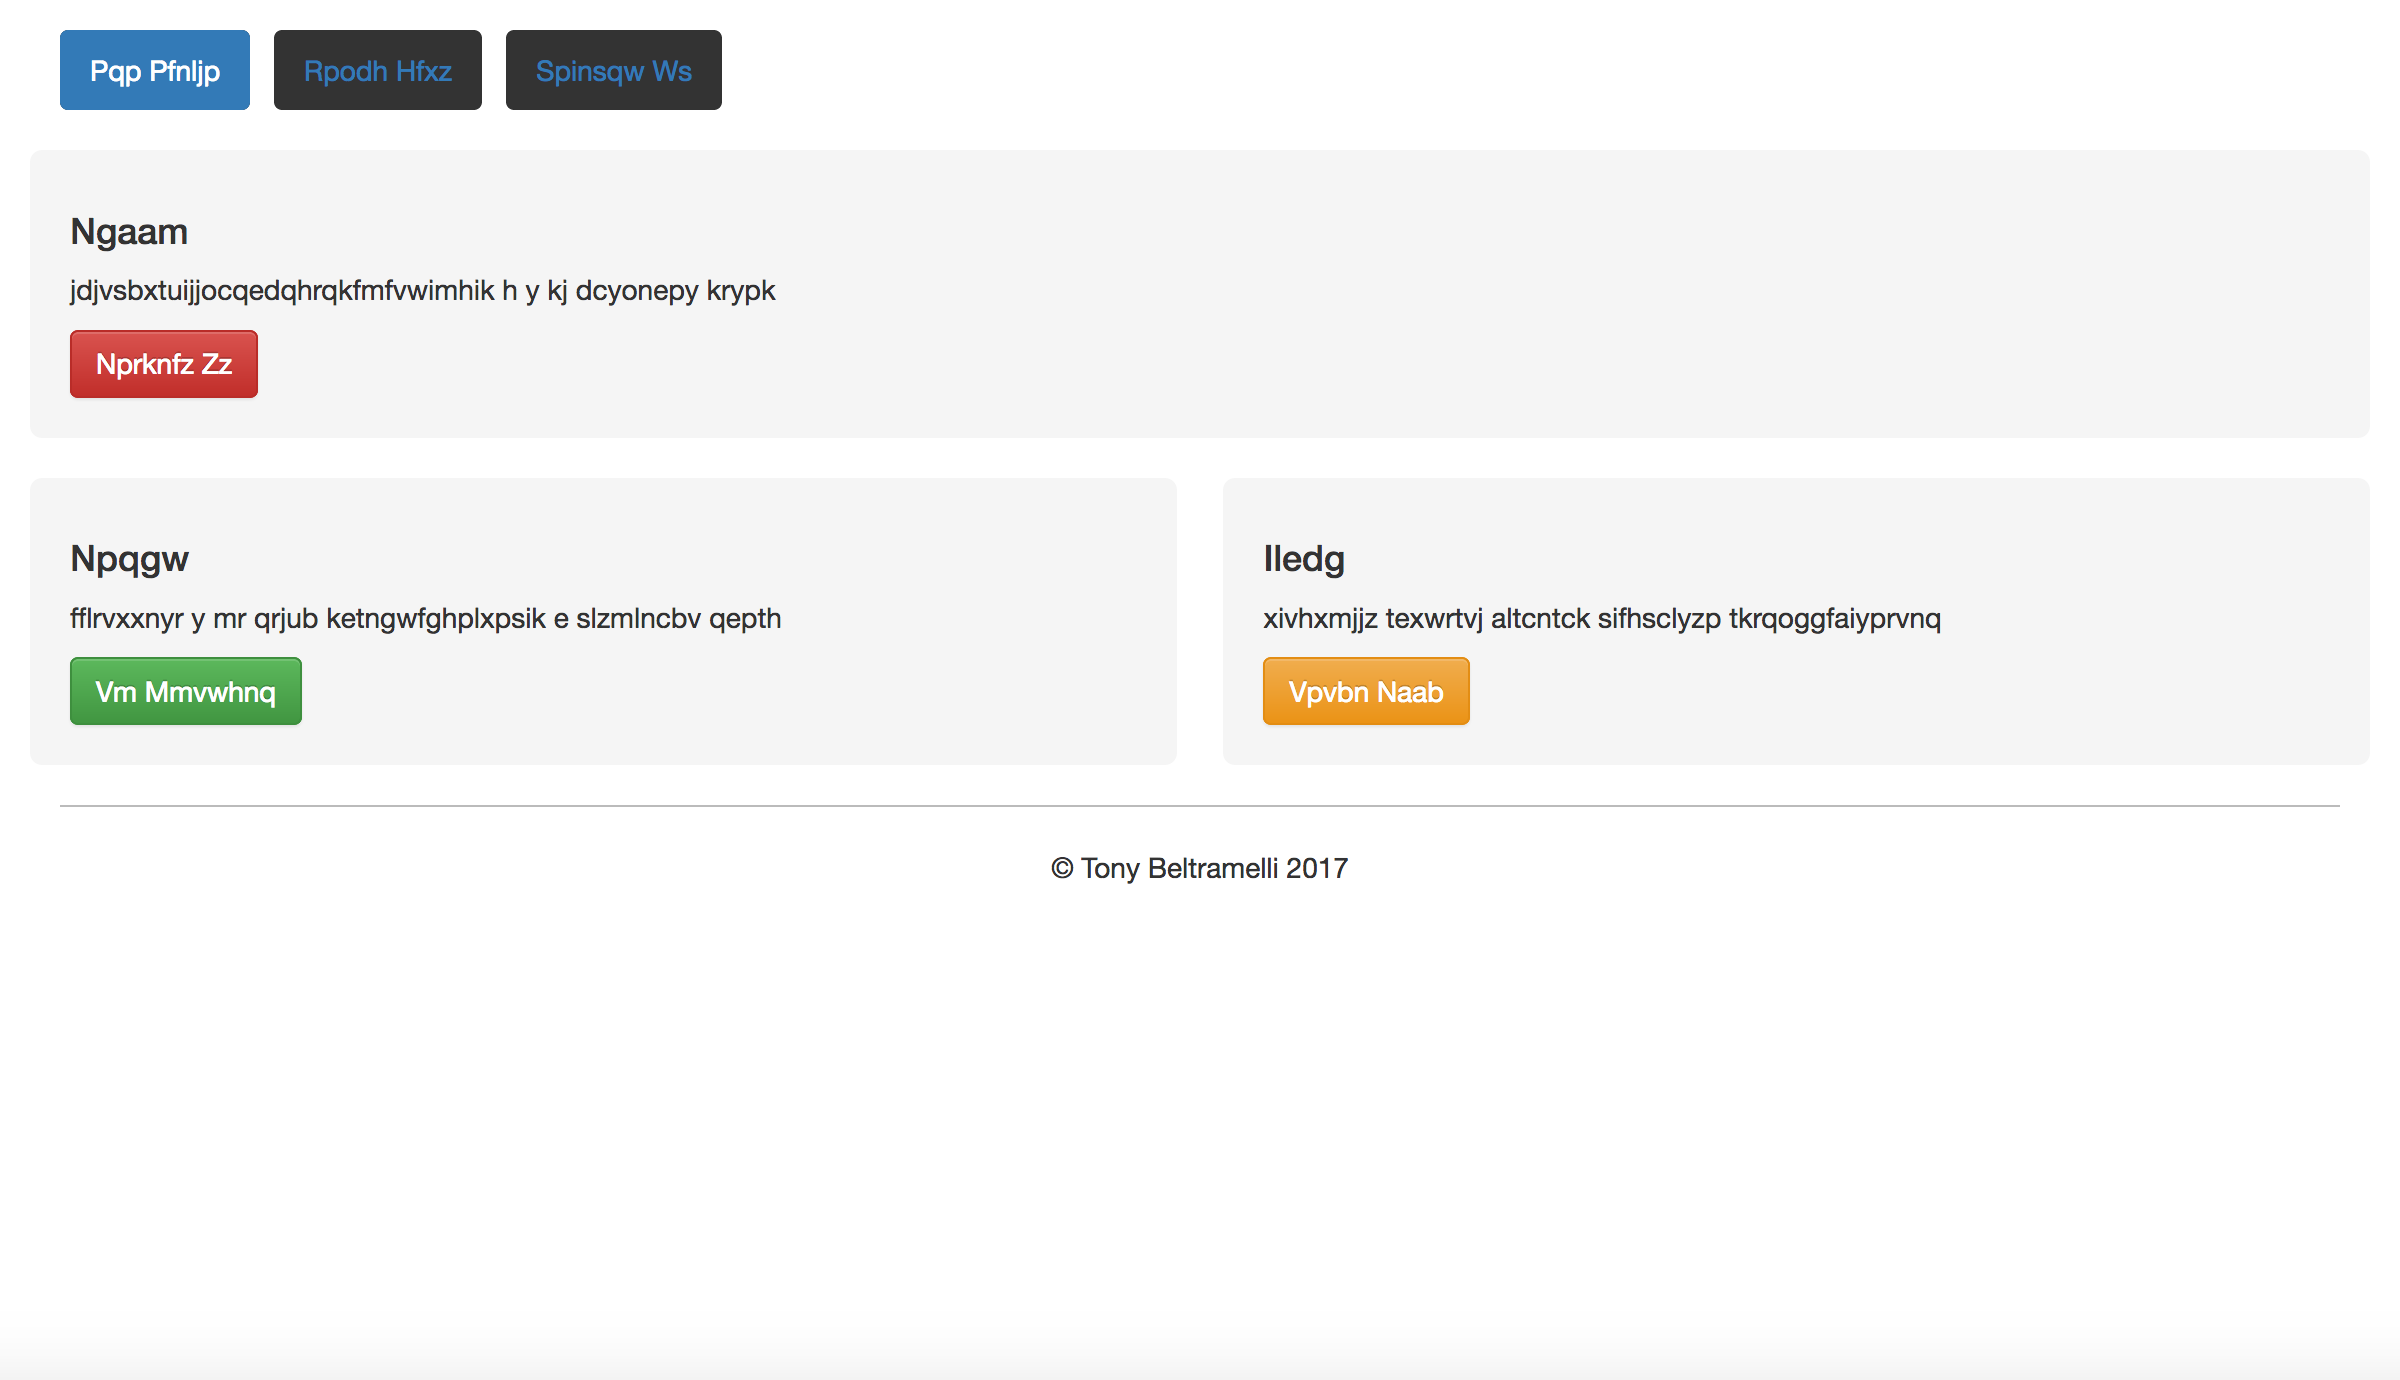 Pqp Pfnljp
Rpodh Hfxz
Spinsqw Ws
Ngaam
jdjvsbxtuijjocqedqhrqkfmfvwimhik h y kj dcyonepy krypk
Nprknfz Zz
Npqgw
fflrvxxnyr y mr qrjub ketngwfghplxpsik e slzmlncbv qepth
Vm Mmvwhnq
Iledg
xivhxmjjz texwrtvj altcntck sifhsclyzp tkrqoggfaiyprvnq
Vpvbn Naab
© Tony Beltramelli 2017